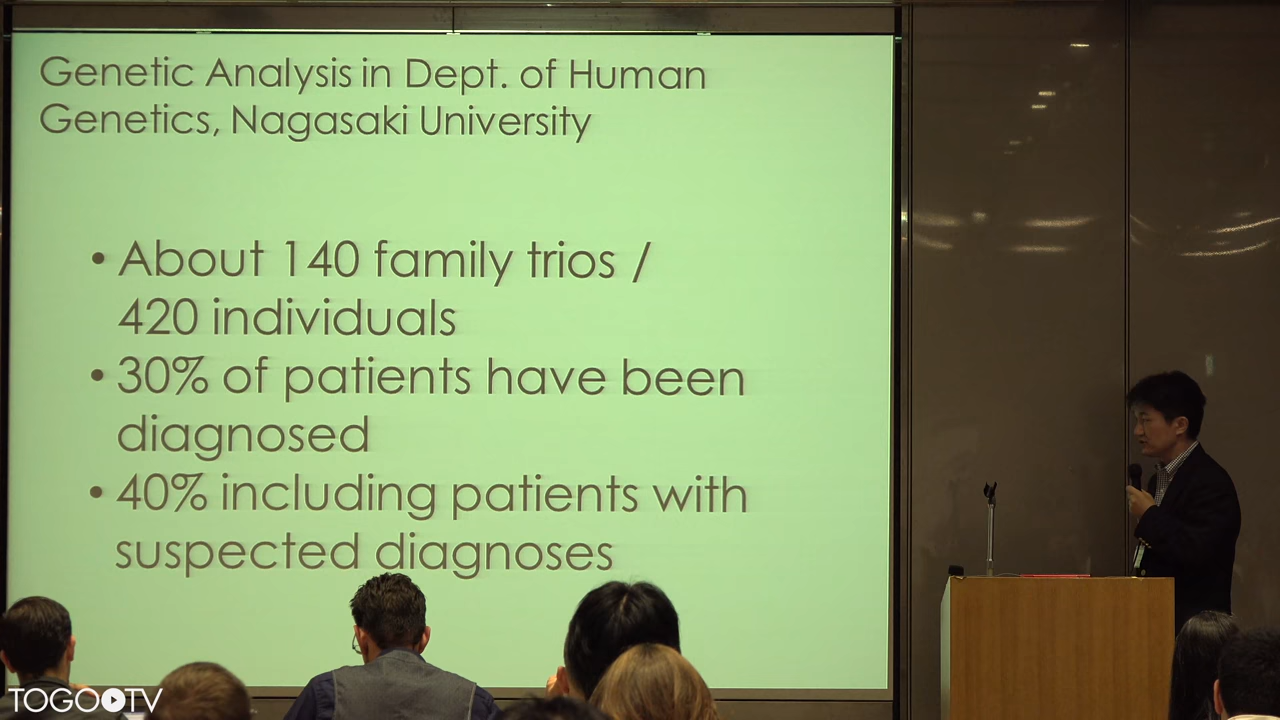 Genetic Analysis in Dept. of Human
Genetics, Nagasaki University
• About 140 family trios /
420 individuals
• 30% of patients have been
diagnosed
• 40% including patients with
suspected diagnoses
TOGOTV